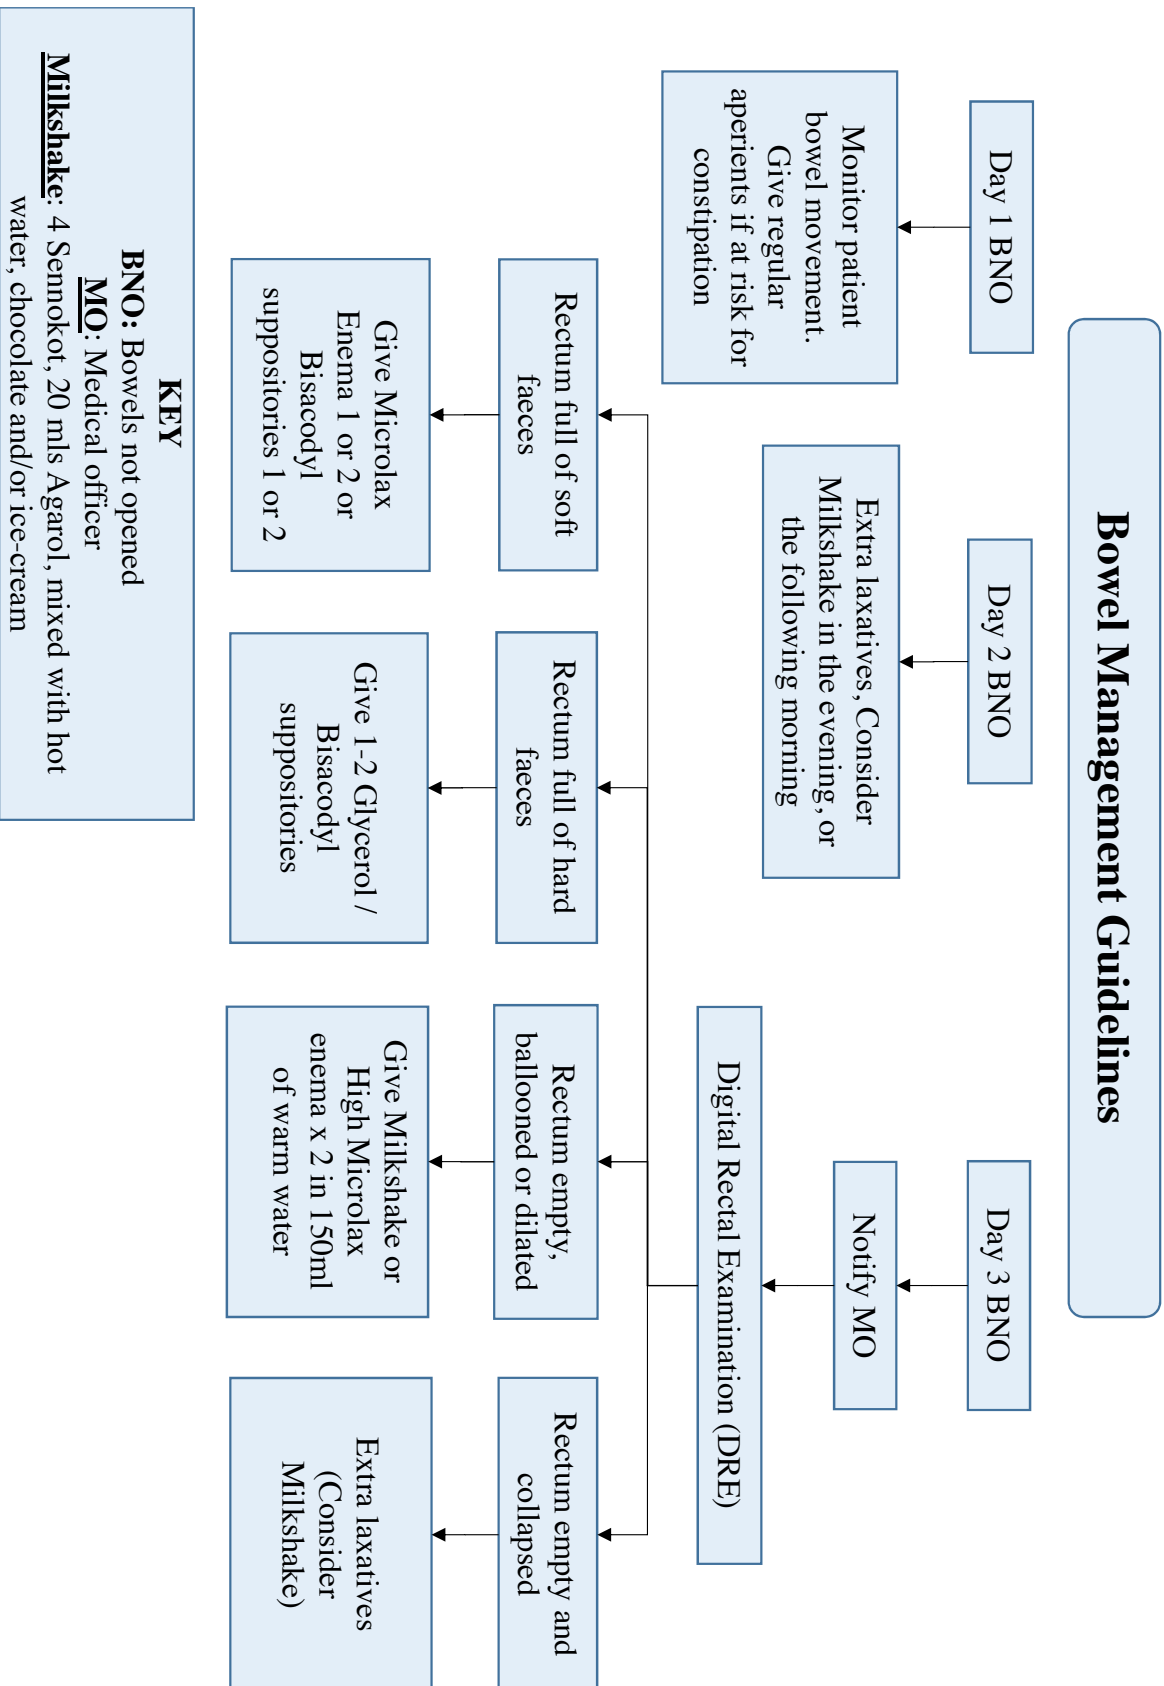 Bowel Management Guidelines
Day 1 BNO
Monitor patient
bowel movement.
Give regular
aperients if at risk for
constipation
Day 2 BNO
Extra laxatives, Consider
Milkshake in the evening, or
the following morning
Day 3 BNO
Notify MO
Digital Rectal Examination (DRE)
Rectum full of soft
faeces
Give Microlax
Enema 1 or 2 or
Bisacodyl
suppositories 1 or 2
Rectum full of hard
faeces
Give 1-2 Glycerol /
Bisacodyl
suppositories
Rectum empty,
ballooned or dilated
Give Milkshake or
High Microlax
enema x 2 in 150ml
of warm water
Rectum empty and
collapsed
Extra laxatives
(Consider
Milkshake)
KEY
BNO: Bowels not opened
MO: Medical officer
Milkshake: 4 Sennokot, 20 mls Agarol, mixed with hot
water, chocolate and/or ice-cream